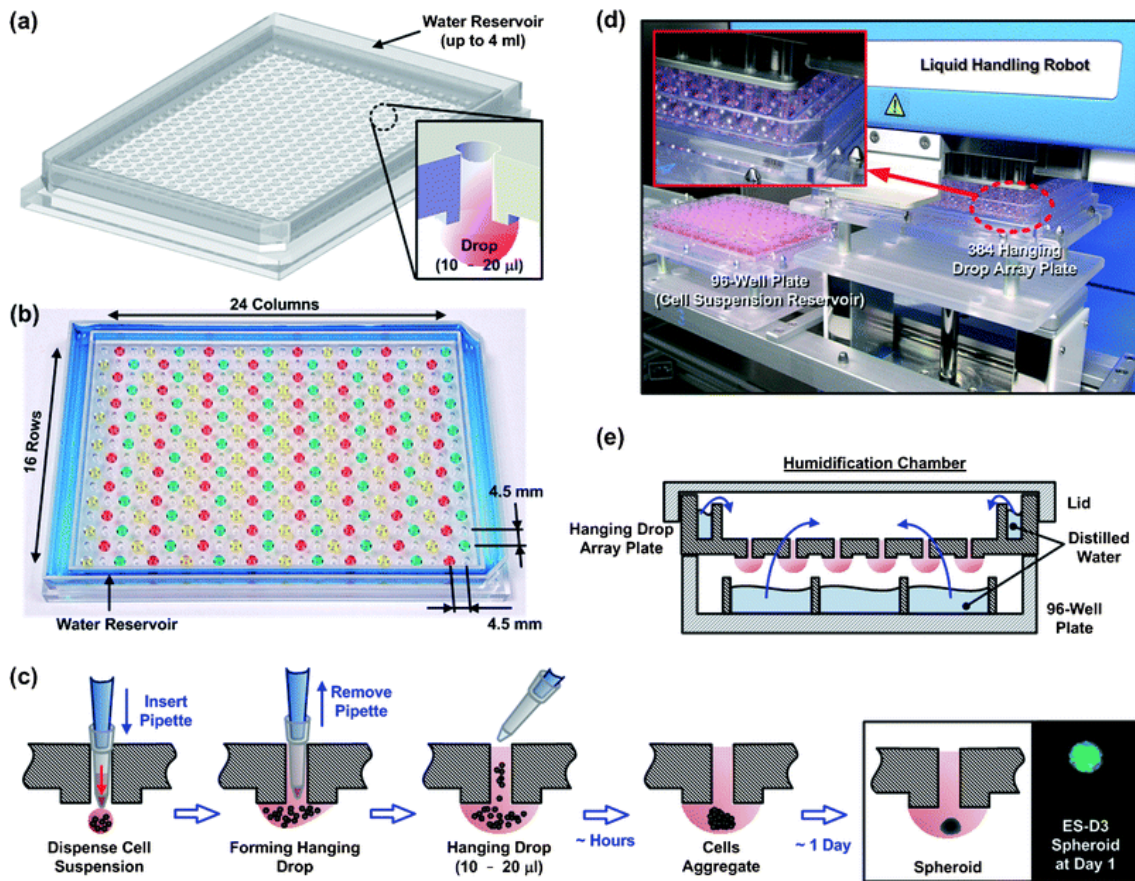 (a)
Water Reservoir
(up to 4 ml)
Drop
(10 - 20 µl)
(b)
24 Columns
16 Rows
4.5 mm
4.5 mm
Water Reservoir
(c)
Insert
Pipette
Remove
Pipette
Dispense Cell
Suspension
Forming Hanging
Drop
Hanging Drop
(10 - 20 µl)
~ Hours
Cells
Aggregate
~ 1 Day
Spheroid
ES-D3
Spheroid
at Day 1
(d)
Liquid Handling Robot
384 Hanging
Drop Array Plate
96-Well Plate
(Cell Suspension Reservoir)
(e)
Humidification Chamber
Lid
Hanging Drop
Array Plate
Distilled
Water
96-Well
Plate